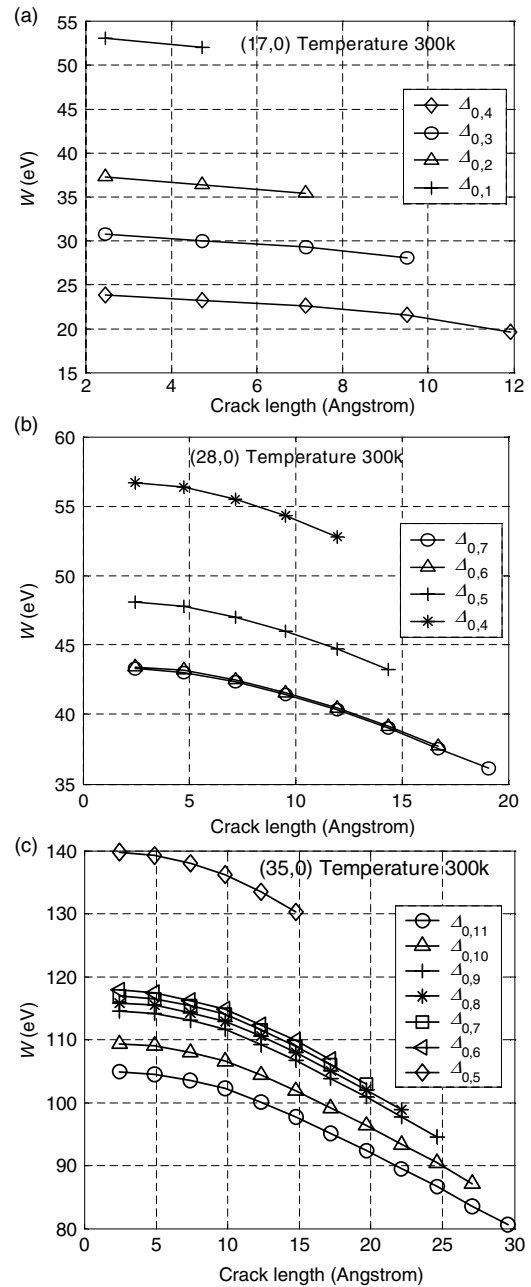 (a)
55
50
45
40
35
30
25
20
15
W (eV)
(17,0) Temperature 300k
Δ0,4
Δ0,3
Δ0,2
Δ0,1
2 4 6 8 10 12
Crack length (Angstrom)
(b)
60
55
50
45
40
35
W (eV)
(28,0) Temperature 300k
Δ0,7
Δ0,6
Δ0,5
Δ0,4
0 5 10 15 20
Crack length (Angstrom)
(c)
140
130
120
110
100
90
80
W (eV)
(35,0) Temperature 300k
Δ0,11
Δ0,10
Δ0,9
Δ0,8
Δ0,7
Δ0,6
Δ0,5
0 5 10 15 20 25 30
Crack length (Angstrom)